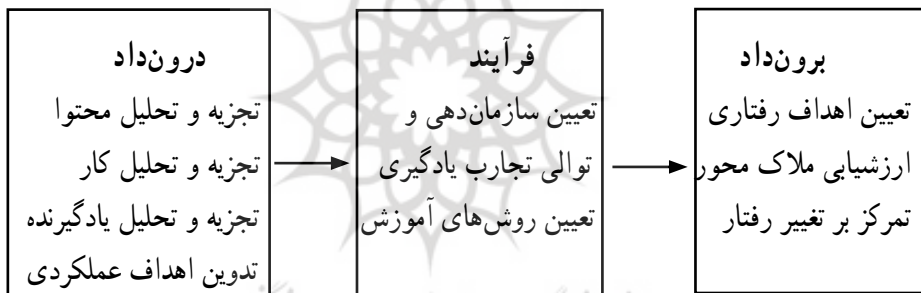 درون‌داد
تجزیه و تحلیل محتوا
تجزیه و تحلیل کار
تجزیه و تحلیل یادگیرنده
تدوین اهداف عملکردی
فرآیند
تعیین سازمان‌دهی و
توالی تجارب یادگیری
تعیین روش‌های آموزش
برون‌داد
تعیین اهداف رفتاری
ارزشیابی ملاک محور
تمرکز بر تغییر رفتار